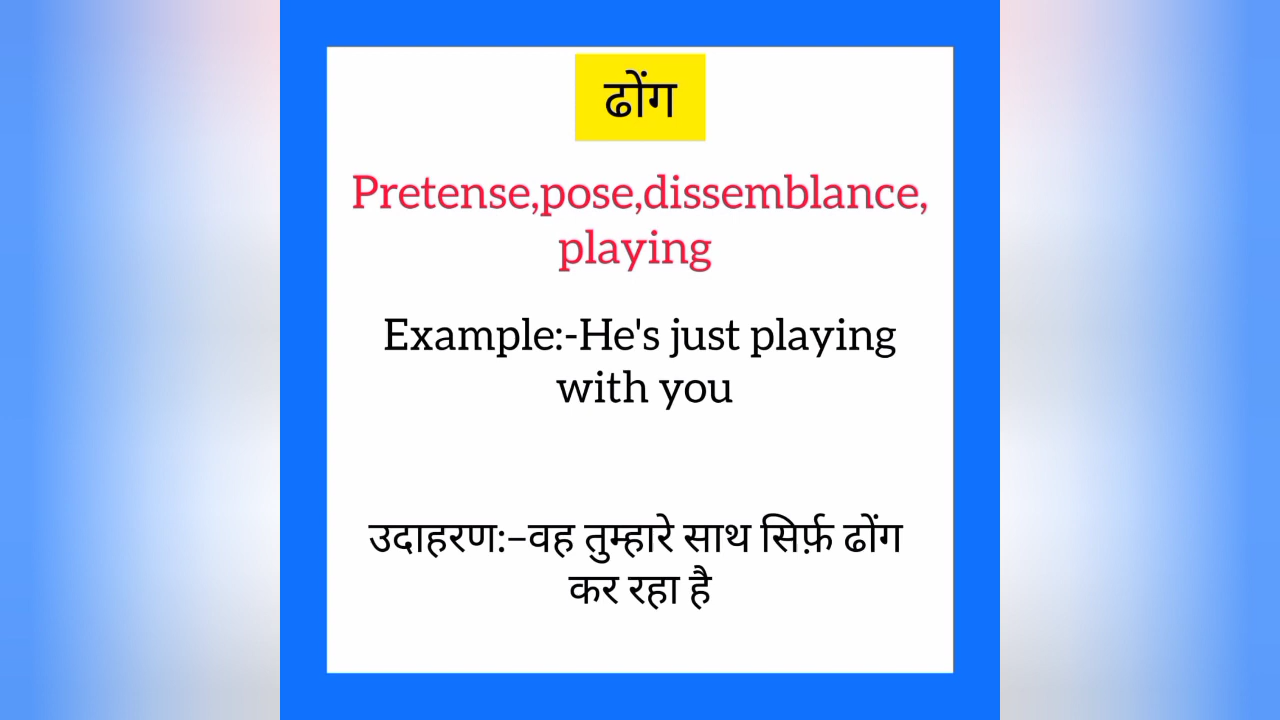 ढोंग
Pretense,pose,dissemblance,
playing
Example:-He's just playing
with you
उदाहरण:–वह तुम्हारे साथ सिर्फ़ ढोंग
कर रहा है